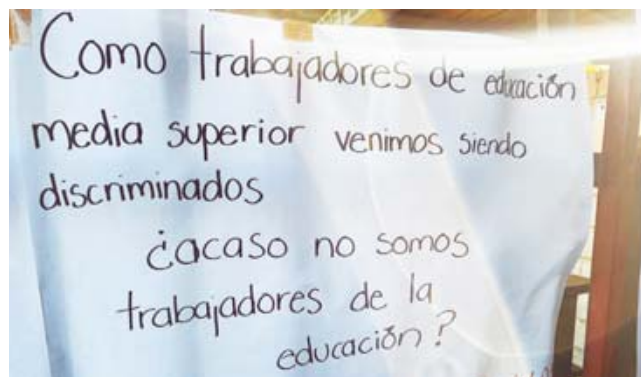 Como trabajadores de educación
media superior venimos siendo
discriminados
¿acaso no somos
trabajadores de la
educación?